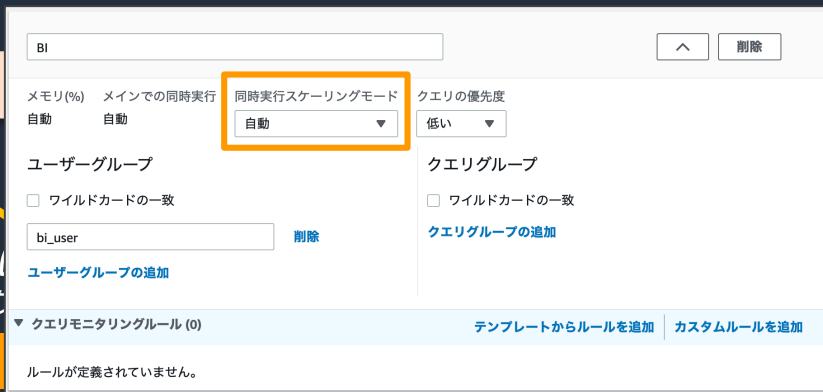 BI
削除
メモリ(%) メインでの同時実行 同時実行スケーリングモード クエリの優先度
自動 自動 自動 低い
ユーザーグループ クエリグループ
ワイルドカードの一致 ワイルドカードの一致
bi_user 削除 クエリグループの追加
ユーザーグループの追加
クエリモニタリングルール (0) テンプレートからルールを追加 カスタムルールを追加
ルールが定義されていません。